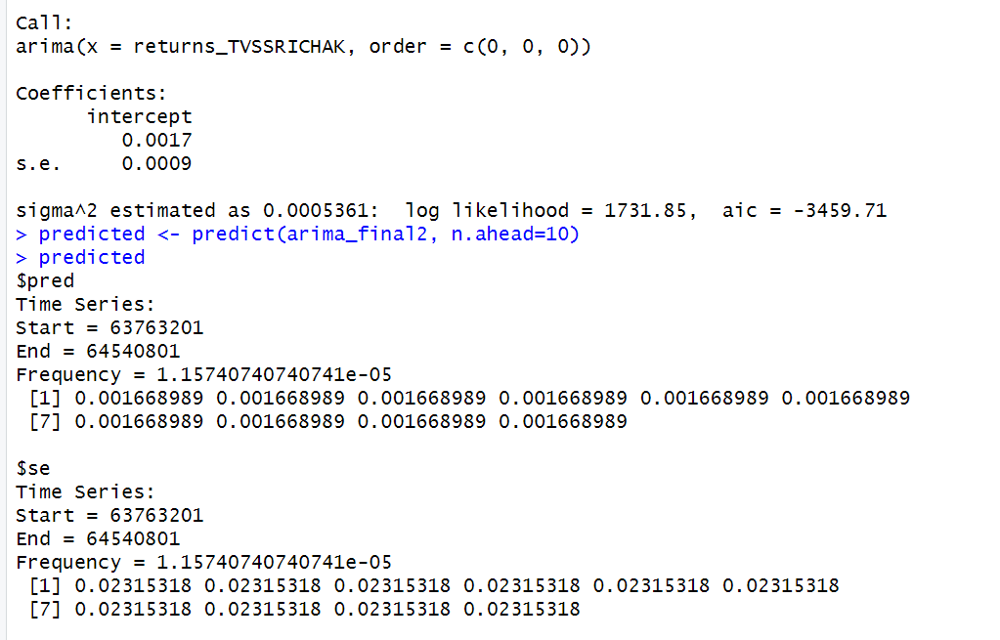 Call:
arima(x = returns_TVSSRICHAK, order = c(0, 0, 0))
Coefficients:
intercept
0.0017
s.e. 0.0009
sigma^2 estimated as 0.0005361: log likelihood = 1731.85, aic = -3459.71
> predicted <- predict(arima_final2, n.ahead=10)
> predicted
$pred
Time Series:
Start = 63763201
End = 64540801
Frequency = 1.15740740740741e-05
[1] 0.001668989 0.001668989 0.001668989 0.001668989 0.001668989 0.001668989
[7] 0.001668989 0.001668989 0.001668989 0.001668989
$se
Time Series:
Start = 63763201
End = 64540801
Frequency = 1.15740740740741e-05
[1] 0.02315318 0.02315318 0.02315318 0.02315318 0.02315318 0.02315318
[7] 0.02315318 0.02315318 0.02315318 0.02315318